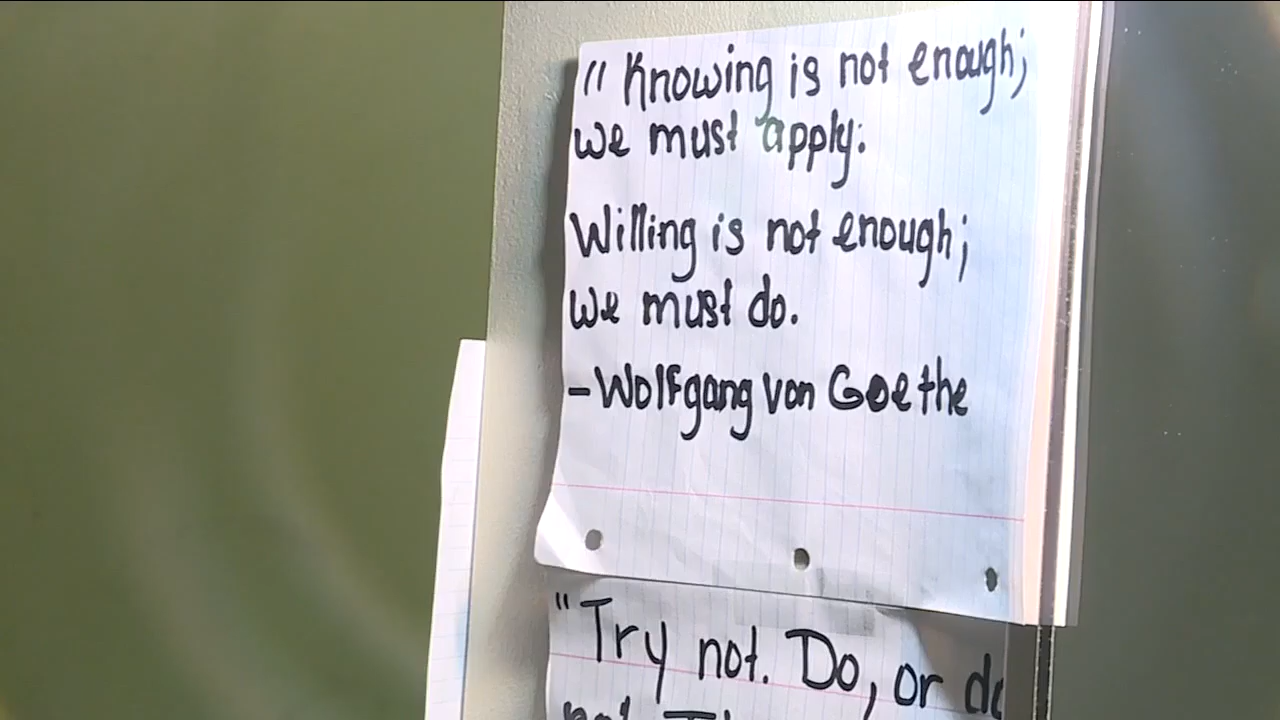 " Knowing is not enough;
we must apply.
Willing is not enough;
we must do.
– Wolfgang von Goethe
"Try not. Do, or do